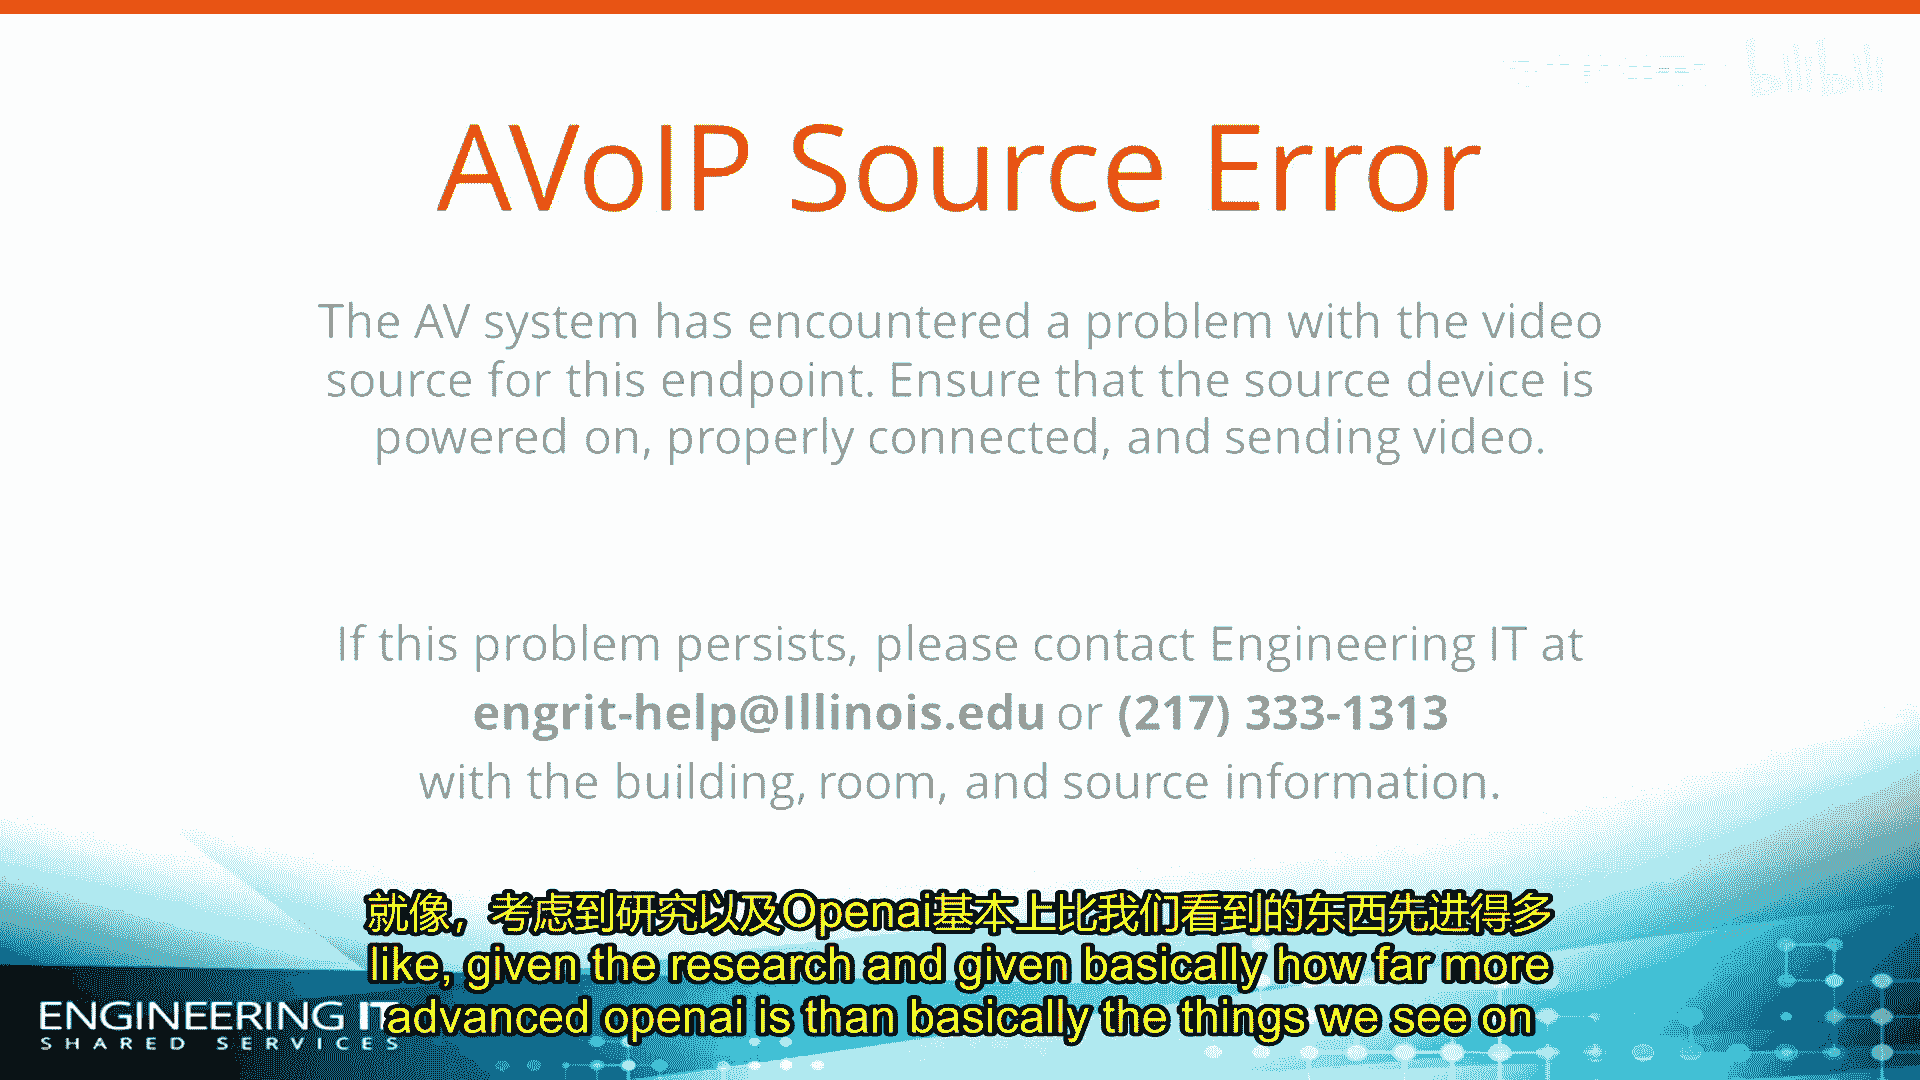 bilibili
AVoIP Source Error
The AV system has encountered a problem with the video
source for this endpoint. Ensure that the source device is
powered on, properly connected, and sending video.
If this problem persists, please contact Engineering IT at
engrit-help@Illinois.edu or (217) 333-1313
with the building, room, and source information.
就像，考虑到研究以及Openai基本上比我们看到的东西先进得多
like, given the research and given basically how far more
advanced openai is than basically the things we see on
ENGINEERING IT
SHARED SERVICES